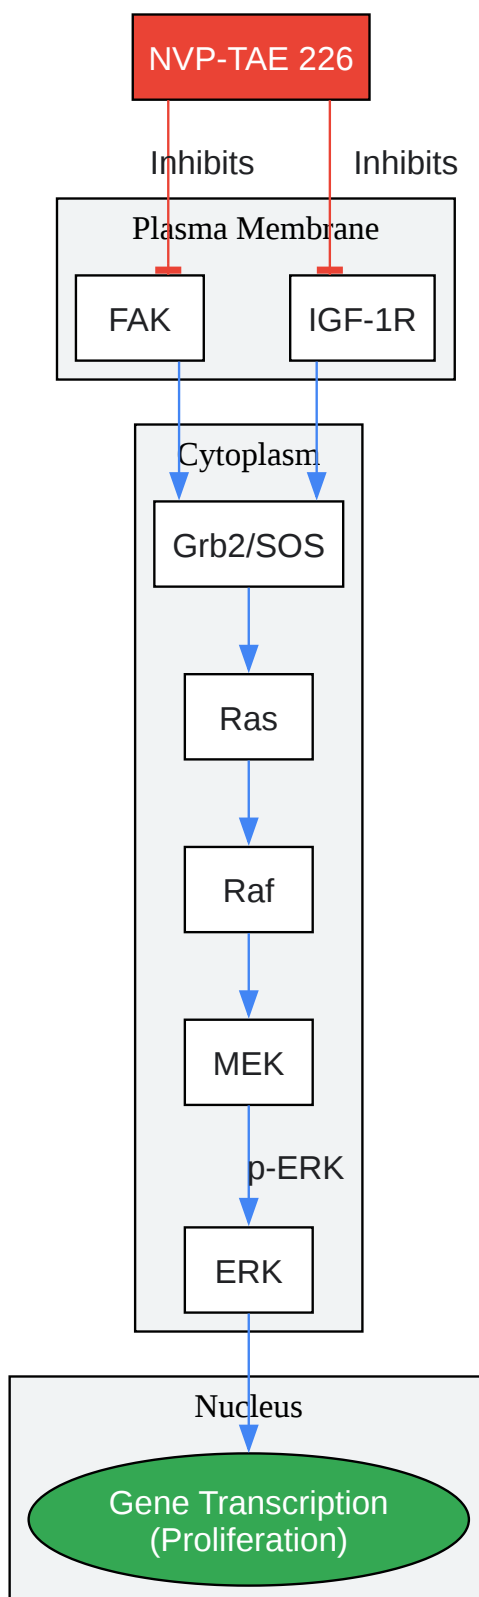 NVP-TAE 226
Inhibits
Inhibits
Plasma Membrane
FAK
IGF-1R
Cytoplasm
Grb2/SOS
Ras
Raf
MEK
p-ERK
ERK
Nucleus
Gene Transcription
(Proliferation)